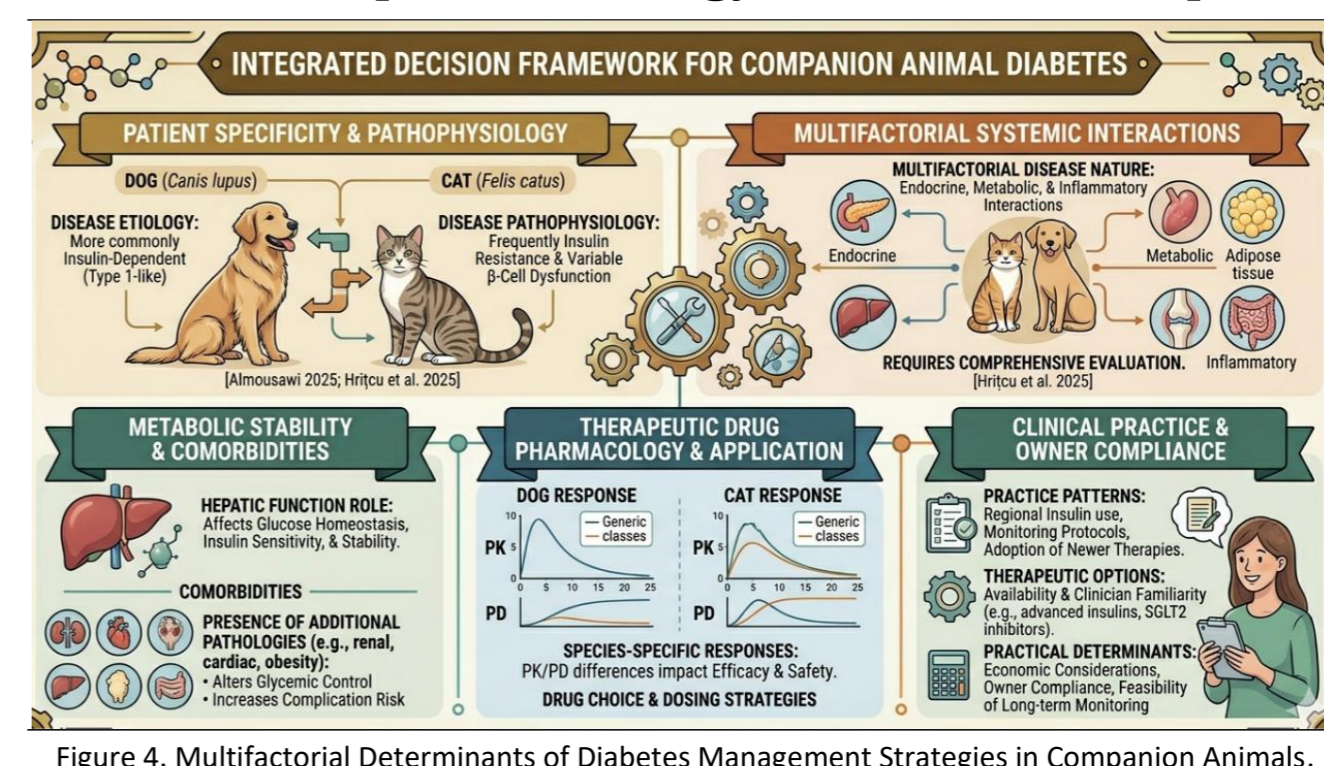 INTEGRATED DECISION FRAMEWORK FOR COMPANION ANIMAL DIABETES
PATIENT SPECIFICITY & PATHOPHYSIOLOGY
DOG (Canis lupus)
CAT (Felis catus)
DISEASE ETIOLOGY:
More commonly
Insulin-Dependent
(Type 1-like)
DISEASE PATHOPHYSIOLOGY:
Frequently Insulin
Resistance & Variable
β-Cell Dysfunction
[Almousawi 2025; Hrițcu et al. 2025]
MULTIFACTORIAL SYSTEMIC INTERACTIONS
MULTIFACTORIAL DISEASE NATURE:
Endocrine, Metabolic, & Inflammatory
Interactions
Endocrine
Metabolic
Adipose
tissue
Inflammatory
REQUIRES COMPREHENSIVE EVALUATION.
[Hrițcu et al. 2025]
METABOLIC STABILITY
& COMORBIDITIES
HEPATIC FUNCTION ROLE:
Affects Glucose Homeostasis,
Insulin Sensitivity, & Stability.
COMORBIDITIES
PRESENCE OF ADDITIONAL
PATHOLOGIES (e.g., renal,
cardiac, obesity):
• Alters Glycemic Control
• Increases Complication Risk
THERAPEUTIC DRUG
PHARMACOLOGY & APPLICATION
DOG RESPONSE
PK
10
5
0
Generic
classes
0 5 10 15 20 25
PD
CAT RESPONSE
PK
10
5
0
Generic
classes
0 5 10 15 20 25
PD
SPECIES-SPECIFIC RESPONSES:
PK/PD differences impact Efficacy & Safety.
DRUG CHOICE & DOSING STRATEGIES
CLINICAL PRACTICE &
OWNER COMPLIANCE
PRACTICE PATTERNS:
Regional Insulin use,
Monitoring Protocols,
Adoption of Newer Therapies.
THERAPEUTIC OPTIONS:
Availability & Clinician Familiarity
(e.g., advanced insulins, SGLT2
inhibitors).
PRACTICAL DETERMINANTS:
Economic Considerations,
Owner Compliance, Feasibility
of Long-term Monitoring
Figure 4. Multifactorial Determinants of Diabetes Management Strategies in Companion Animals.